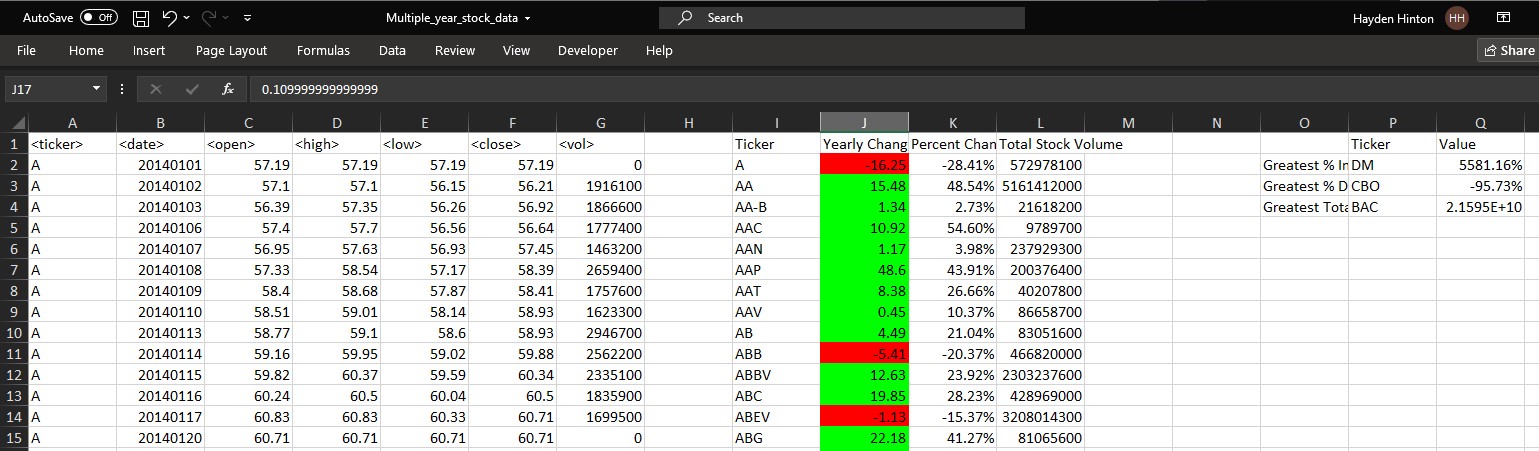 AutoSave Off Multiple_year_stock_data Search Hayden Hinton HH
File Home Insert Page Layout Formulas Data Review View Developer Help Share
J17 fx 0.109999999999999
A B C D E F G H I J K L M N O P Q
1 <ticker> <date> <open> <high> <low> <close> <vol> Ticker Yearly Chang Percent Chan Total Stock Volume Ticker Value
2 A 20140101 57.19 57.19 57.19 57.19 0 A -16.25 -28.41% 572978100 Greatest % In DM 5581.16%
3 A 20140102 57.1 57.1 56.15 56.21 1916100 AA 15.48 48.54% 5161412000 Greatest % D CBO -95.73%
4 A 20140103 56.39 57.35 56.26 56.92 1866600 AA-B 1.34 2.73% 21618200 Greatest Tota BAC 2.1595E+10
5 A 20140106 57.4 57.7 56.56 56.64 1777400 AAC 10.92 54.60% 9789700
6 A 20140107 56.95 57.63 56.93 57.45 1463200 AAN 1.17 3.98% 237929300
7 A 20140108 57.33 58.54 57.17 58.39 2659400 AAP 48.6 43.91% 200376400
8 A 20140109 58.4 58.68 57.87 58.41 1757600 AAT 8.38 26.66% 40207800
9 A 20140110 58.51 59.01 58.14 58.93 1623300 AAV 0.45 10.37% 86658700
10 A 20140113 58.77 59.1 58.6 58.93 2946700 AB 4.49 21.04% 83051600
11 A 20140114 59.16 59.95 59.02 59.88 2562200 ABB -5.41 -20.37% 466820000
12 A 20140115 59.82 60.37 59.59 60.34 2335100 ABBV 12.63 23.92% 2303237600
13 A 20140116 60.24 60.5 60.04 60.5 1835900 ABC 19.85 28.23% 428969000
14 A 20140117 60.83 60.83 60.33 60.71 1699500 ABEV -1.13 -15.37% 3208014300
15 A 20140120 60.71 60.71 60.71 60.71 0 ABG 22.18 41.27% 81065600